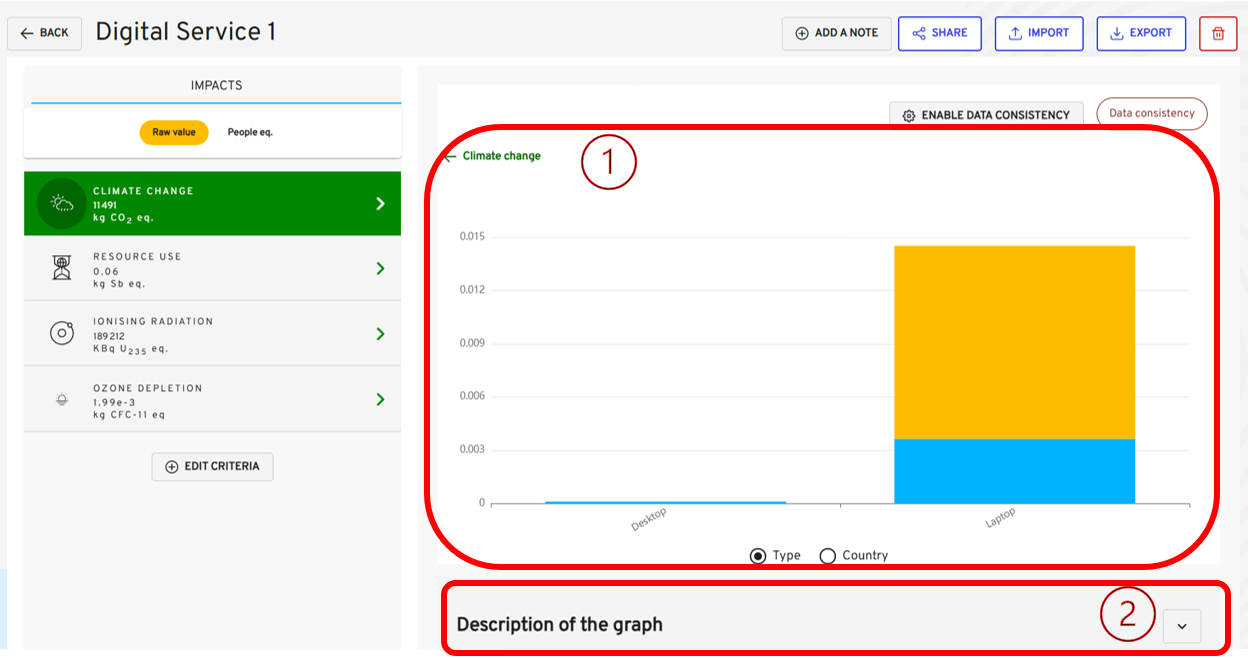 BACK
Digital Service 1
ADD A NOTE
SHARE
IMPORT
EXPORT
IMPACTS
Raw value
People eq.
CLIMATE CHANGE
11491
kg CO₂ eq.
RESOURCE USE
0.06
kg Sb eq.
IONISING RADIATION
189212
KBq U₂₃₅ eq.
OZONE DEPLETION
1.99e-3
kg CFC-11 eq
EDIT CRITERIA
ENABLE DATA CONSISTENCY
Data consistency
Climate change
1
0.015
0.012
0.009
0.006
0.003
0
Desktop
Laptop
Type
Country
Description of the graph
2